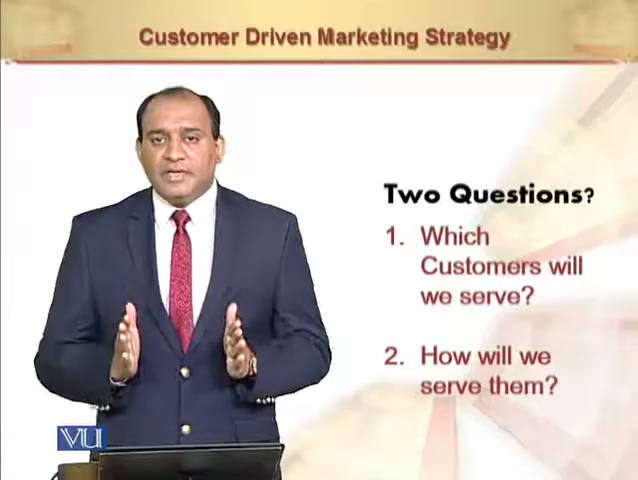 Customer Driven Marketing Strategy
Two Questions?
1. Which
Customers will
we serve?
2. How will we
serve them?
VU